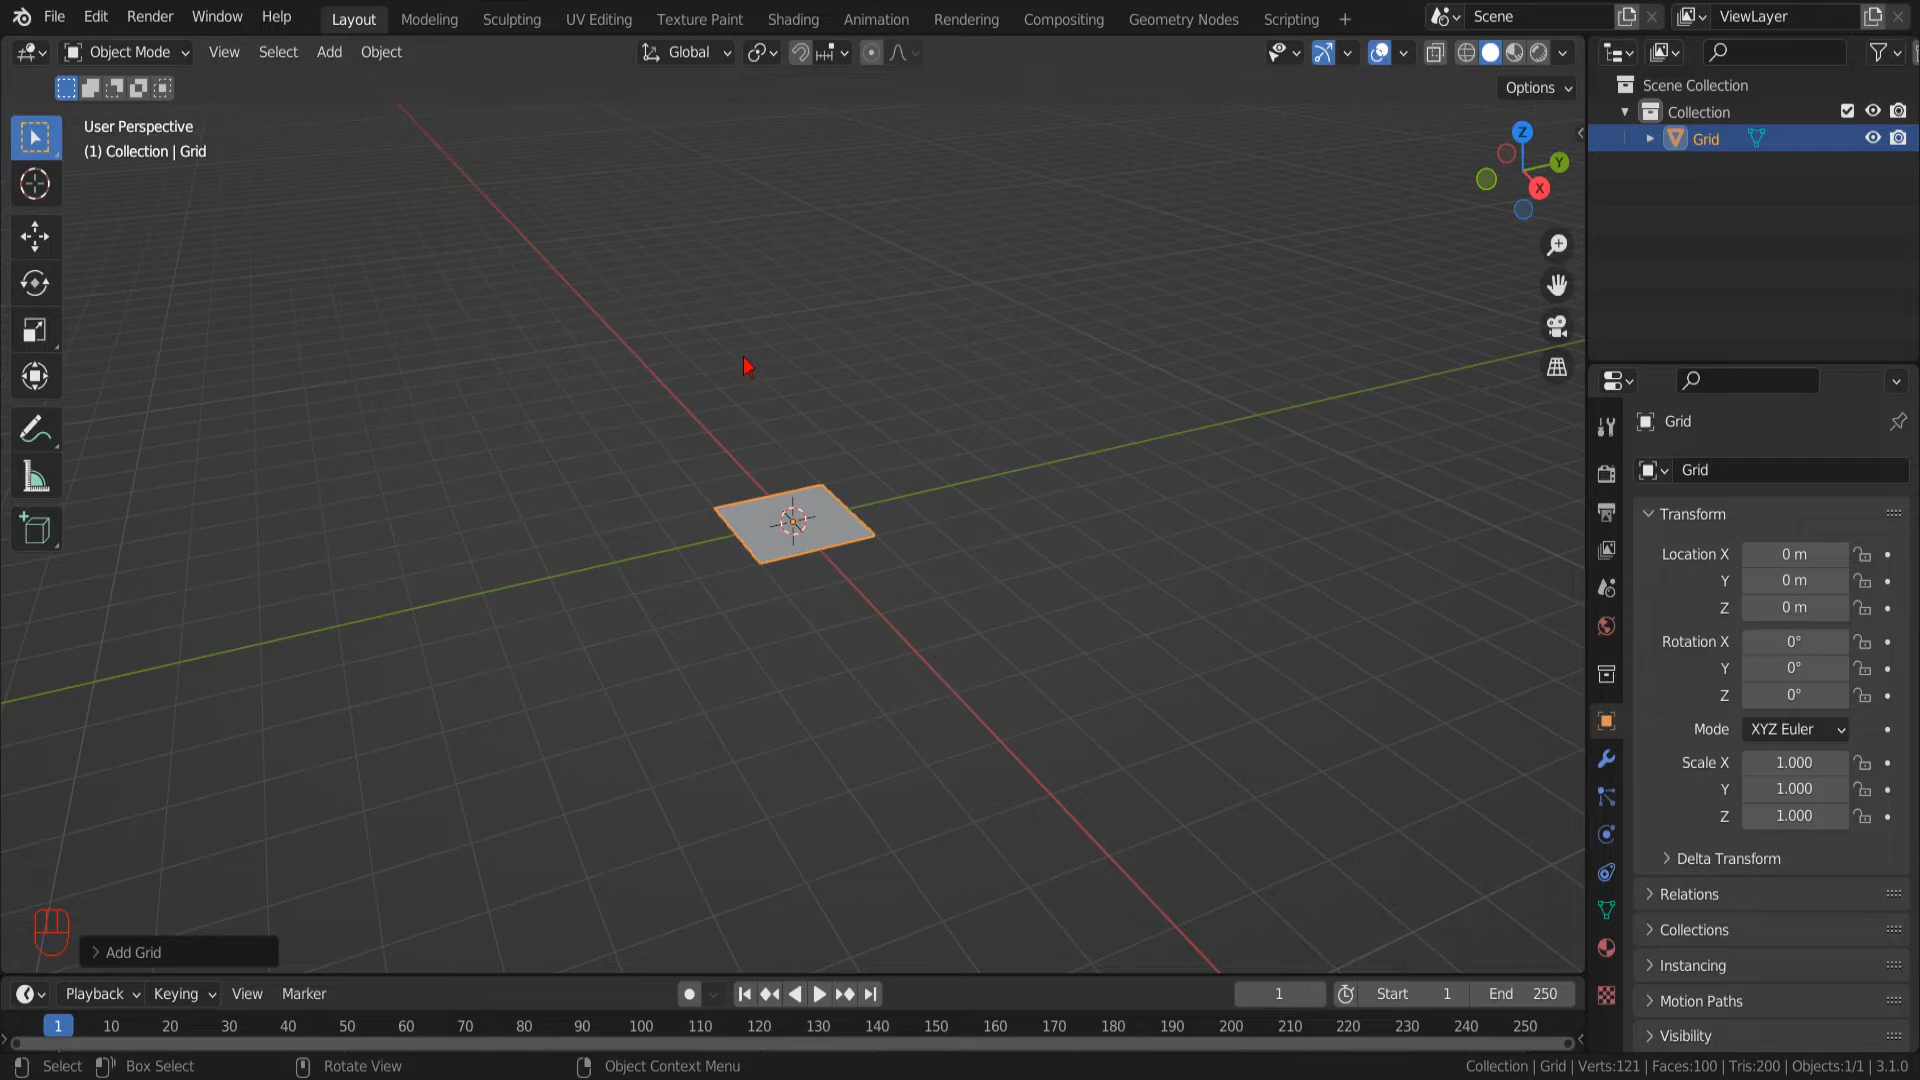 File Edit Render Window Help Layout Modeling Sculpting UV Editing Texture Paint Shading Animation Rendering Compositing Geometry Nodes Scripting + Scene ViewLayer
Object Mode View Select Add Object Global
Options
User Perspective
(1) Collection | Grid
Z
Y
X
Add Grid
Scene Collection
Collection
Grid
Grid
Grid
Transform
Location X 0 m
Y 0 m
Z 0 m
Rotation X 0°
Y 0°
Z 0°
Mode XYZ Euler
Scale X 1.000
Y 1.000
Z 1.000
Delta Transform
Relations
Collections
Instancing
Motion Paths
Visibility
Playback Keying View Marker 1 Start 1 End 250
1 10 20 30 40 50 60 70 80 90 100 110 120 130 140 150 160 170 180 190 200 210 220 230 240 250
Select Box Select Rotate View Object Context Menu Collection | Grid | Verts:121 | Faces:100 | Tris:200 | Objects:1/1 | 3.1.0